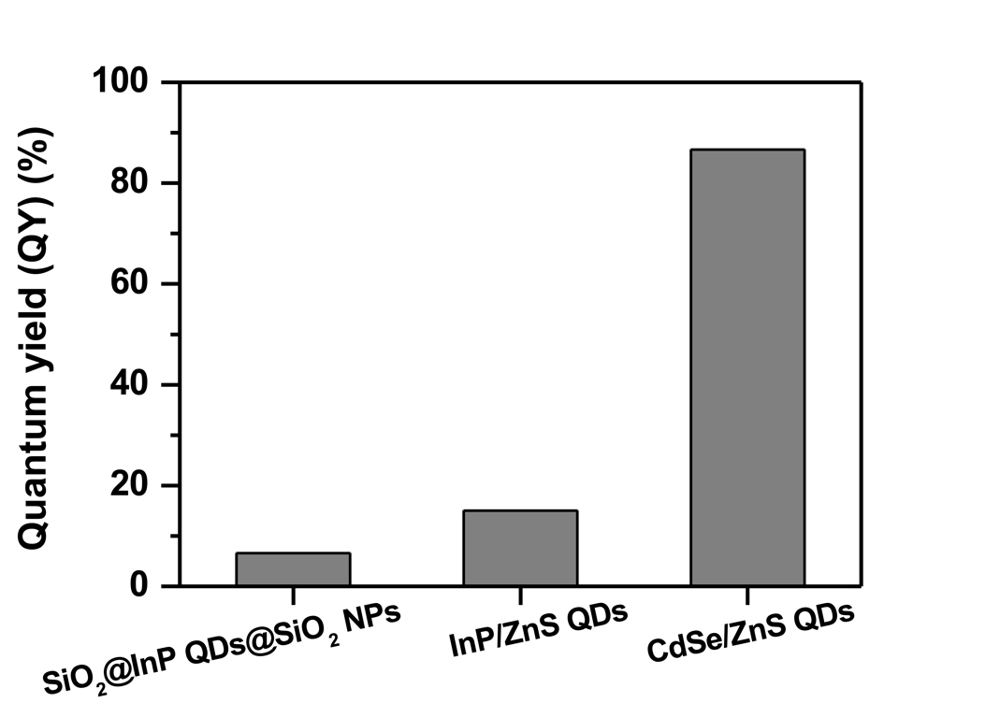 Quantum yield (QY) (%)
100
80
60
40
20
0
SiO₂@InP QDs@SiO₂ NPs
InP/ZnS QDs
CdSe/ZnS QDs